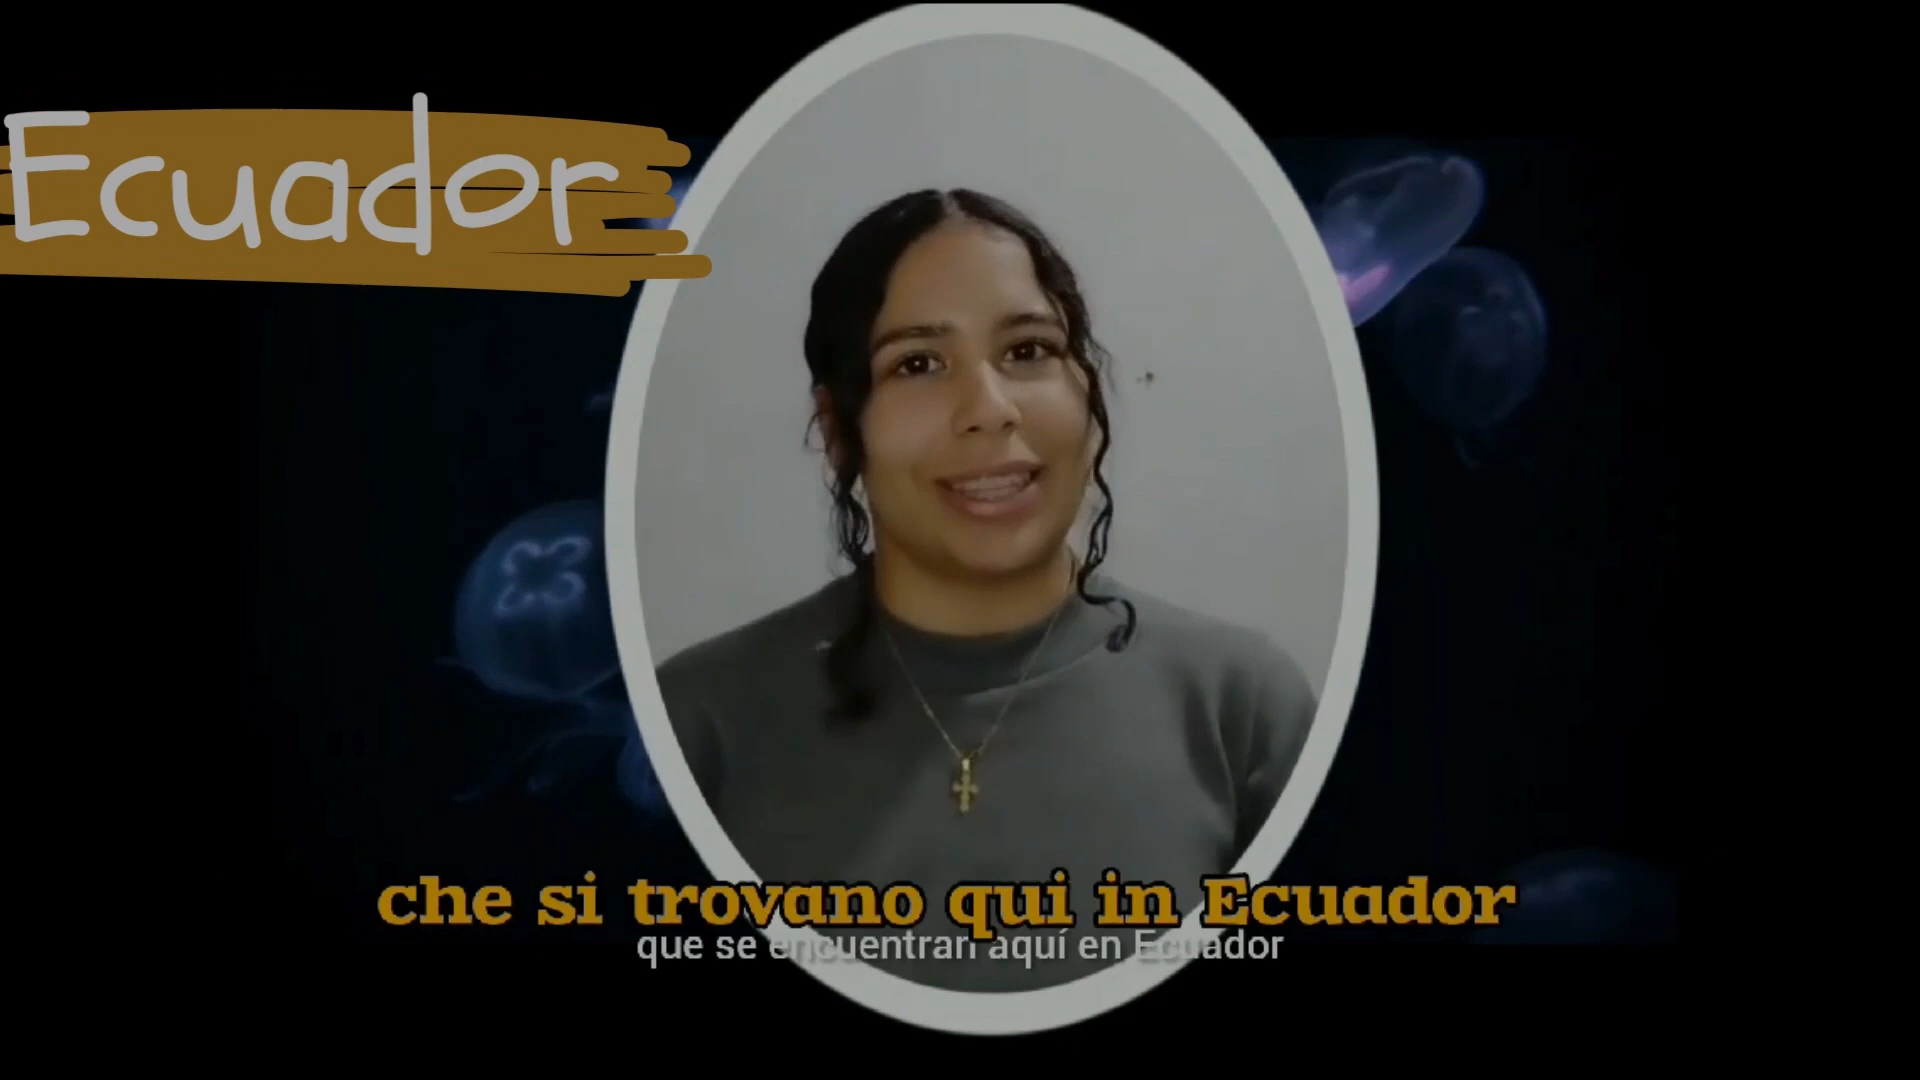 Ecuador
che si trovano qui in Ecuador
que se encuentran aquí en Ecuador